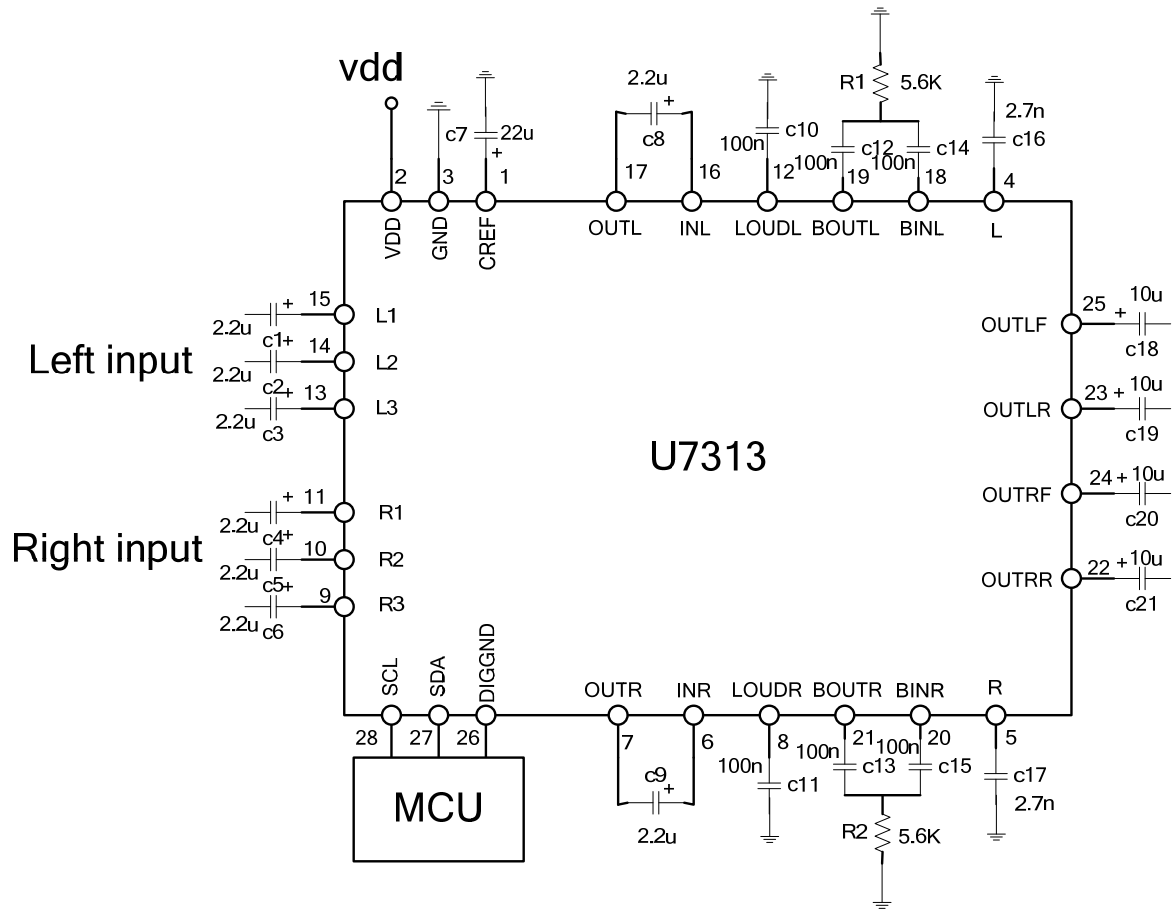 vdd
c7
22u
+
2
3
1
VDD
GND
CREF
2.2u
+
c8
17
16
OUTL
INL
c10
100n
12
LOUDL
R1
5.6K
c12
100n
19
BOUTL
c14
100n
18
BINL
2.7n
c16
4
L
Left input
15
+
2.2u
c1+
L1
14
2.2u
c2+
L2
13
2.2u
c3
L3
Right input
11
+
2.2u
c4+
R1
10
2.2u
c5+
R2
9
2.2u
c6
R3
U7313
OUTLF
25
+
10u
c18
OUTLR
23
+
10u
c19
OUTRF
24
+
10u
c20
OUTRR
22
+
10u
c21
SCL
SDA
DIGGND
28
27
26
MCU
OUTR
INR
7
6
c9
+
2.2u
LOUDR
8
100n
c11
BOUTR
21
100n
c13
BINR
20
100n
c15
R2
5.6K
R
5
c17
2.7n